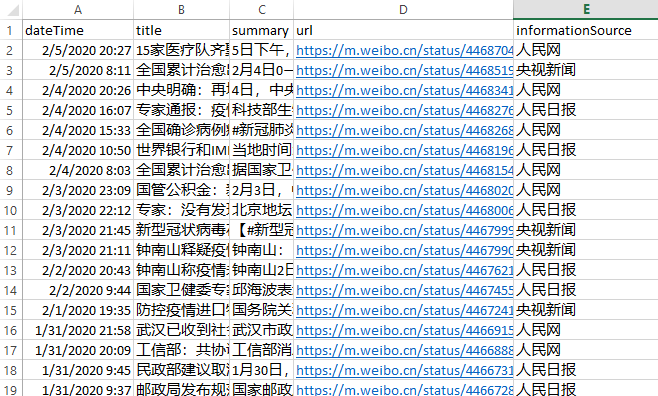 A B C D E
1 dateTime title summary url informationSource
2 2/5/2020 20:27 15家医疗队齐 5日下午， https://m.weibo.cn/status/4468704 人民网
3 2/5/2020 8:11 全国累计治愈 2月4日0— https://m.weibo.cn/status/4468519 央视新闻
4 2/4/2020 20:26 中央明确：再 4日，中央 https://m.weibo.cn/status/4468341 人民网
5 2/4/2020 16:07 专家通报：疫情 科技部生 https://m.weibo.cn/status/4468276 人民日报
6 2/4/2020 15:33 全国确诊病例 #新冠肺炎 https://m.weibo.cn/status/4468268 人民网
7 2/4/2020 10:50 世界银行和IM 当地时间 https://m.weibo.cn/status/4468196 人民日报
8 2/4/2020 8:03 全国累计治愈 据国家卫 https://m.weibo.cn/status/4468154 人民网
9 2/3/2020 23:09 国管公积金： 2月3日， https://m.weibo.cn/status/4468020 人民网
10 2/3/2020 22:12 专家：没有发现 北京地坛 https://m.weibo.cn/status/4468006 人民日报
11 2/3/2020 21:45 新型冠状病毒 【#新型冠 https://m.weibo.cn/status/4467999 央视新闻
12 2/3/2020 21:11 钟南山释疑疫情 钟南山： https://m.weibo.cn/status/4467990 央视新闻
13 2/2/2020 20:43 钟南山称疫情 钟南山2日 https://m.weibo.cn/status/4467621 人民日报
14 2/2/2020 9:44 国家卫健委专 邱海波表 https://m.weibo.cn/status/4467455 人民日报
15 2/1/2020 19:35 防控疫情进口 国务院关 https://m.weibo.cn/status/4467241 央视新闻
16 1/31/2020 21:58 武汉已收到社 武汉市政 https://m.weibo.cn/status/4466915 人民网
17 1/31/2020 20:09 工信部：共协 工信部消 https://m.weibo.cn/status/4466888 人民网
18 1/31/2020 9:45 民政部建议取 1月30日， https://m.weibo.cn/status/4466731 人民日报
19 1/31/2020 9:37 邮政局发布规 国家邮政 https://m.weibo.cn/status/4466728 人民日报